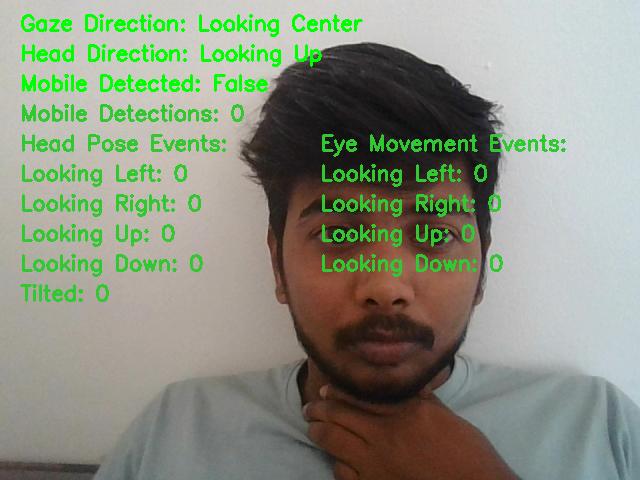 Gaze Direction: Looking Center
Head Direction: Looking Up
Mobile Detected: False
Mobile Detections: 0
Head Pose Events:
Looking Left: 0
Looking Right: 0
Looking Up: 0
Looking Down: 0
Tilted: 0
Eye Movement Events:
Looking Left: 0
Looking Right: 0
Looking Up: 0
Looking Down: 0